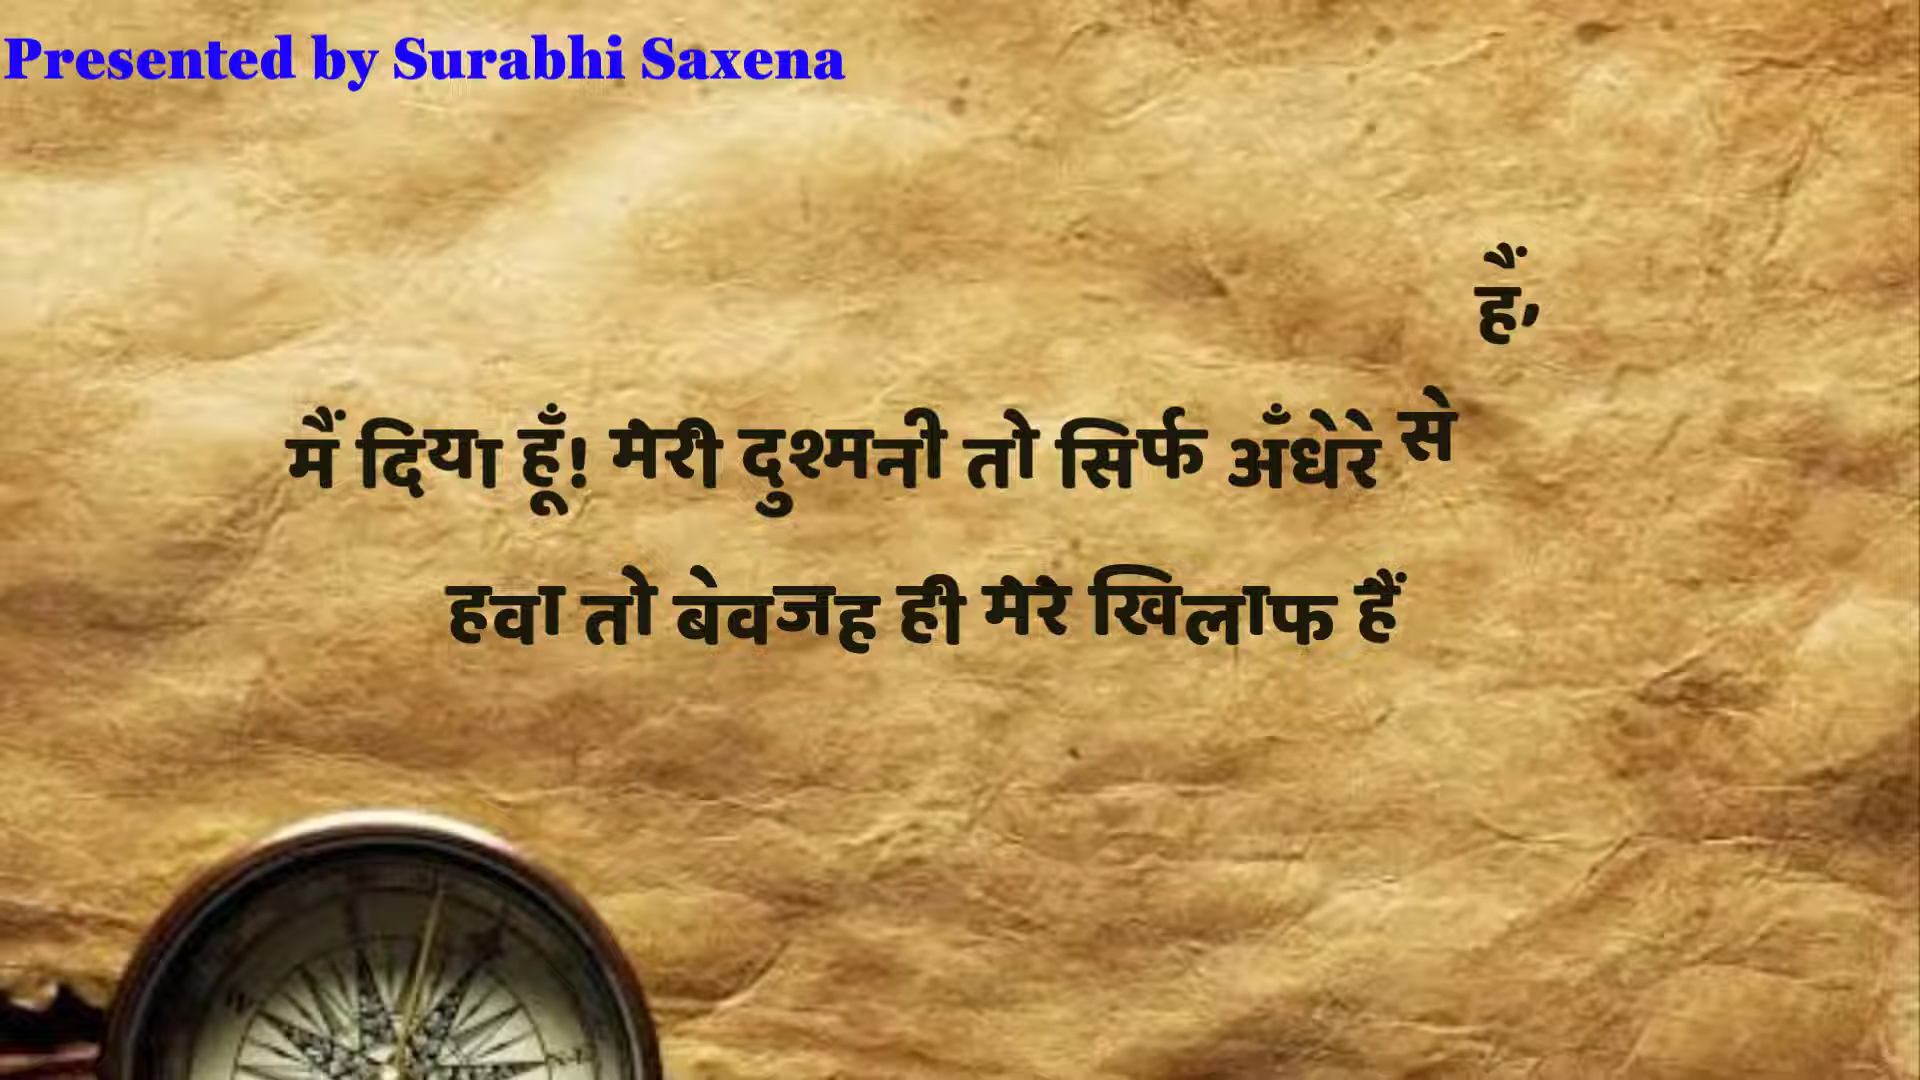 Presented by Surabhi Saxena
मैं दिया हूँ! मेरी दुश्मनी तो सिर्फ अँधेरे से हैं,
हवा तो बेवजह ही मेरे खिलाफ हैं